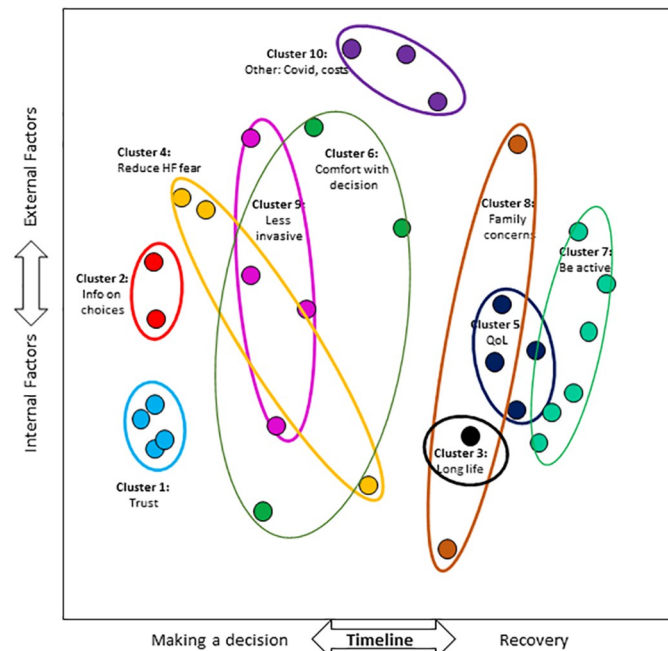 Cluster 10:
Other: Covid, costs
Cluster 4:
Reduce HF fear
Cluster 6:
Comfort with
decision
Cluster 9:
Less
invasive
Cluster 8:
Family
concerns
Cluster 7:
Be active
Cluster 2:
Info on
choices
Cluster 5:
QoL
Cluster 3:
Long life
Cluster 1:
Trust
External Factors
Internal Factors
Making a decision
Timeline
Recovery